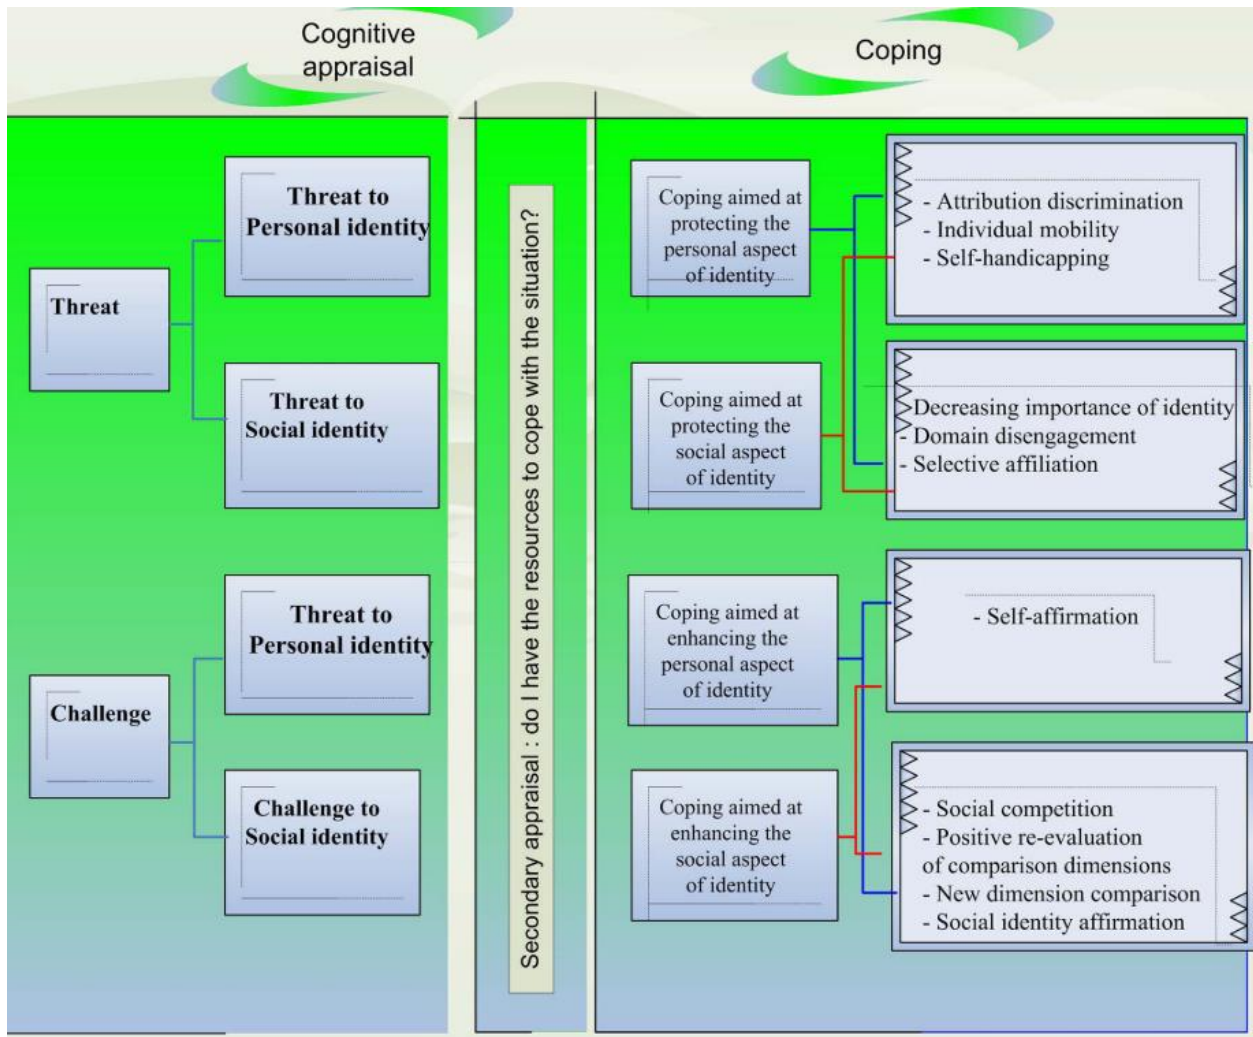 Cognitive
appraisal
Coping
Threat
Threat to
Personal identity
Threat to
Social identity
Challenge
Threat to
Personal identity
Challenge to
Social identity
Secondary appraisal : do I have the resources to cope with the situation?
Coping aimed at
protecting the
personal aspect
of identity
Coping aimed at
protecting the
social aspect
of identity
Coping aimed at
enhancing the
personal aspect
of identity
Coping aimed at
enhancing the
social aspect
of identity
- Attribution discrimination
- Individual mobility
- Self-handicapping
Decreasing importance of identity
- Domain disengagement
- Selective affiliation
- Self-affirmation
- Social competition
- Positive re-evaluation
of comparison dimensions
- New dimension comparison
- Social identity affirmation